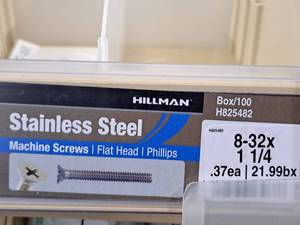 HILLMAN
Box/100
H825482
Stainless Steel
Machine Screws | Flat Head | Phillips
H825482
8-32x
1 1/4
.37ea | 21.99bx